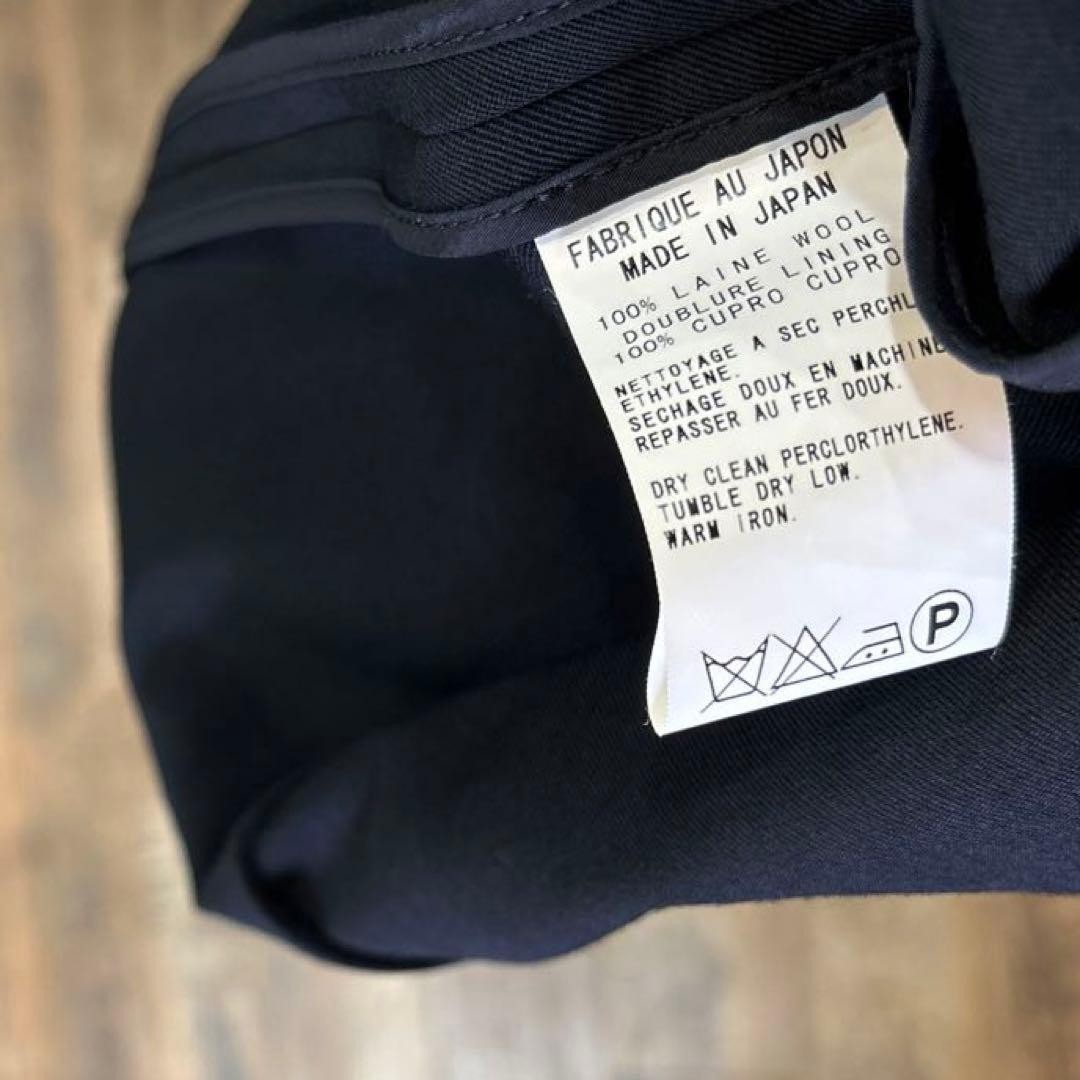 FABRIQUE AU JAPON
MADE IN JAPAN
100% LAINE WOOL
DOUBLURE LINING
100% CUPRO CUPRO
NETTOYAGE A SEC PERCHL
ETHYLENE.
SECHAGE DOUX EN MACHINE
REPASSER AU FER DOUX.
DRY CLEAN PERCLORTHYLENE.
TUMBLE DRY LOW.
WARM IRON.
P